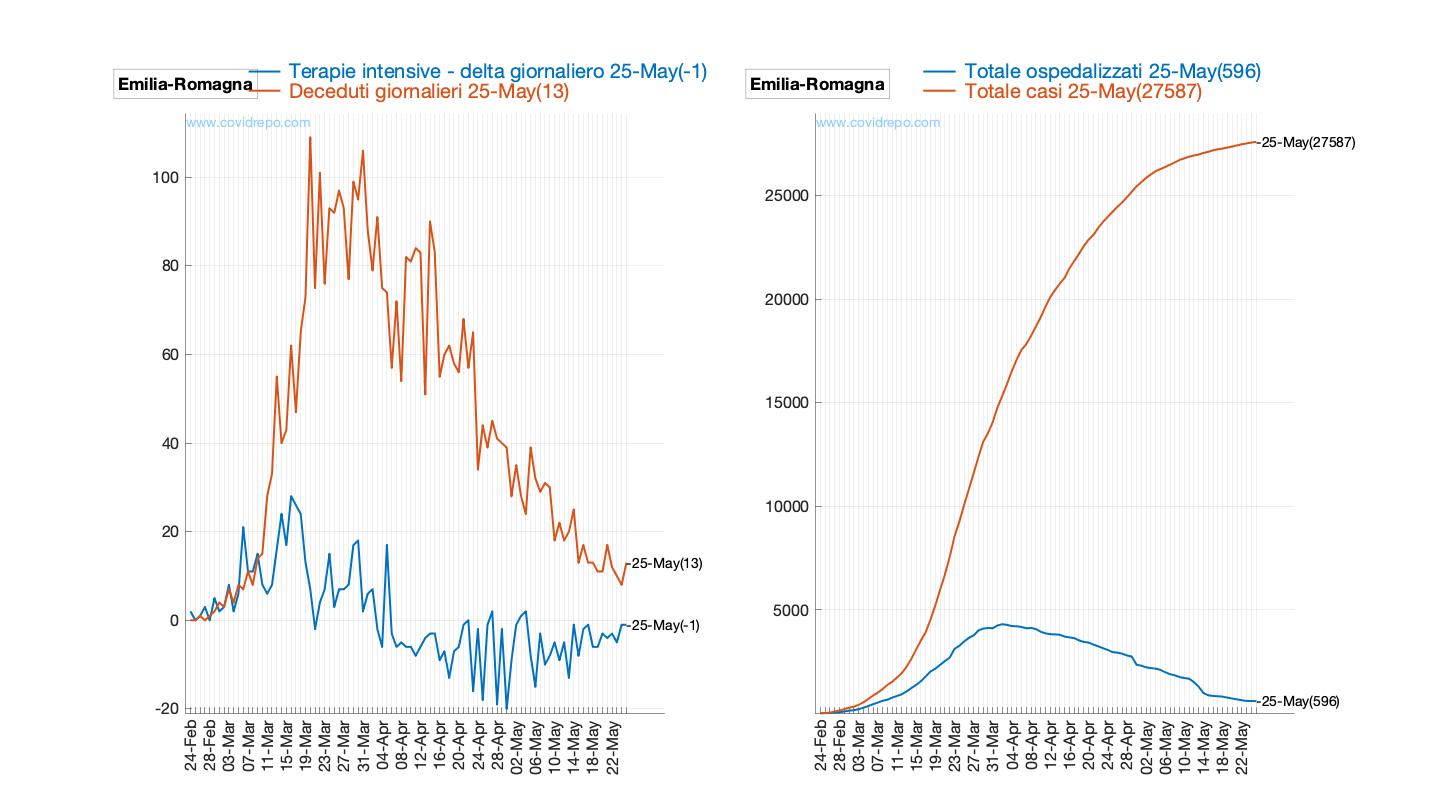 Emilia-Romagna
Terapie intensive - delta giornaliero 25-May(-1)
Deceduti giornalieri 25-May(13)
www.covidrepo.com
100
80
60
40
20
0
-20
25-May(13)
25-May(-1)
24-Feb
28-Feb
03-Mar
07-Mar
11-Mar
15-Mar
19-Mar
23-Mar
27-Mar
31-Mar
04-Apr
08-Apr
12-Apr
16-Apr
20-Apr
24-Apr
28-Apr
02-May
06-May
10-May
14-May
18-May
22-May
Emilia-Romagna
Totale ospedalizzati 25-May(596)
Totale casi 25-May(27587)
www.covidrepo.com
25000
20000
15000
10000
5000
25-May(27587)
25-May(596)
24-Feb
28-Feb
03-Mar
07-Mar
11-Mar
15-Mar
19-Mar
23-Mar
27-Mar
31-Mar
04-Apr
08-Apr
12-Apr
16-Apr
20-Apr
24-Apr
28-Apr
02-May
06-May
10-May
14-May
18-May
22-May